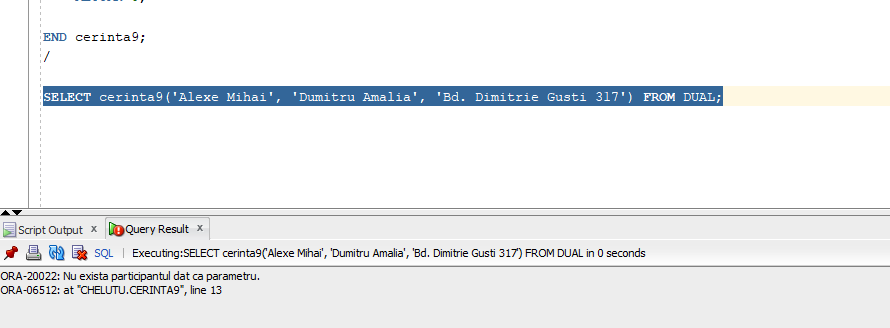 END cerinta9;
/
SELECT cerinta9('Alexe Mihai', 'Dumitru Amalia', 'Bd. Dimitrie Gusti 317') FROM DUAL;
Script Output x Query Result x
SQL | Executing:SELECT cerinta9('Alexe Mihai', 'Dumitru Amalia', 'Bd. Dimitrie Gusti 317') FROM DUAL in 0 seconds
ORA-20022: Nu exista participantul dat ca parametru.
ORA-06512: at "CHELUTU.CERINTA9", line 13